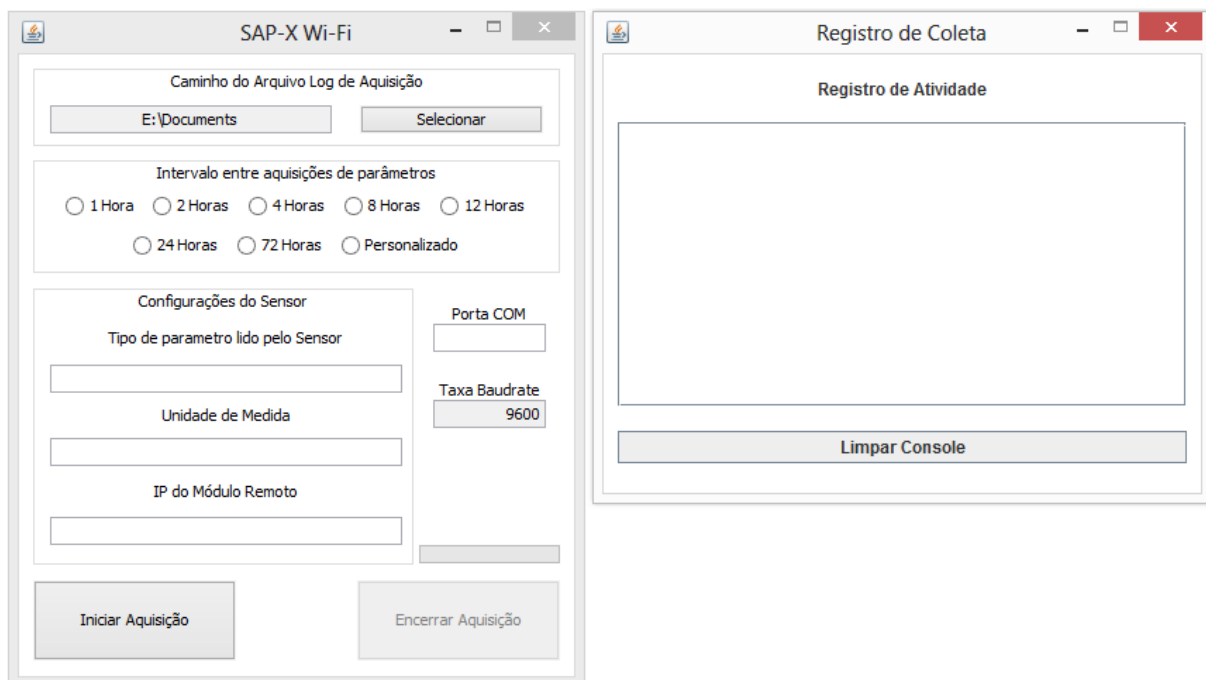 SAP-X Wi-Fi
Caminho do Arquivo Log de Aquisição
E:\Documents
Selecionar
Intervalo entre aquisições de parâmetros
1 Hora 2 Horas 4 Horas 8 Horas 12 Horas
24 Horas 72 Horas Personalizado
Configurações do Sensor
Tipo de parametro lido pelo Sensor
Unidade de Medida
IP do Módulo Remoto
Porta COM
Taxa Baudrate
9600
Iniciar Aquisição
Encerrar Aquisição
Registro de Coleta
Registro de Atividade
Limpar Console